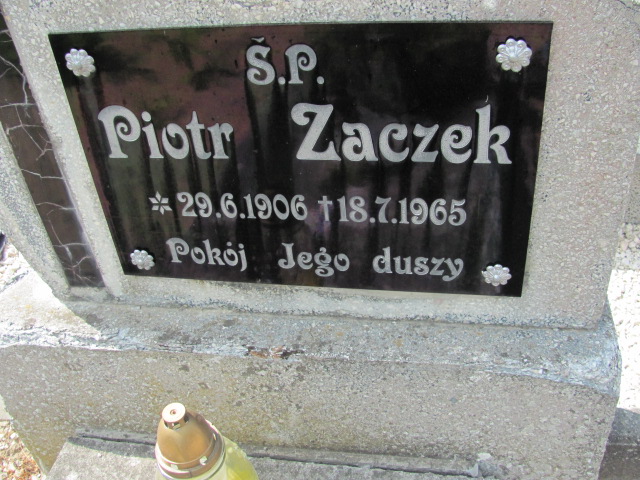 Š.P.
Piotr Zaczek
* 29.6.1906 † 18.7.1965
Pokój Jego duszy